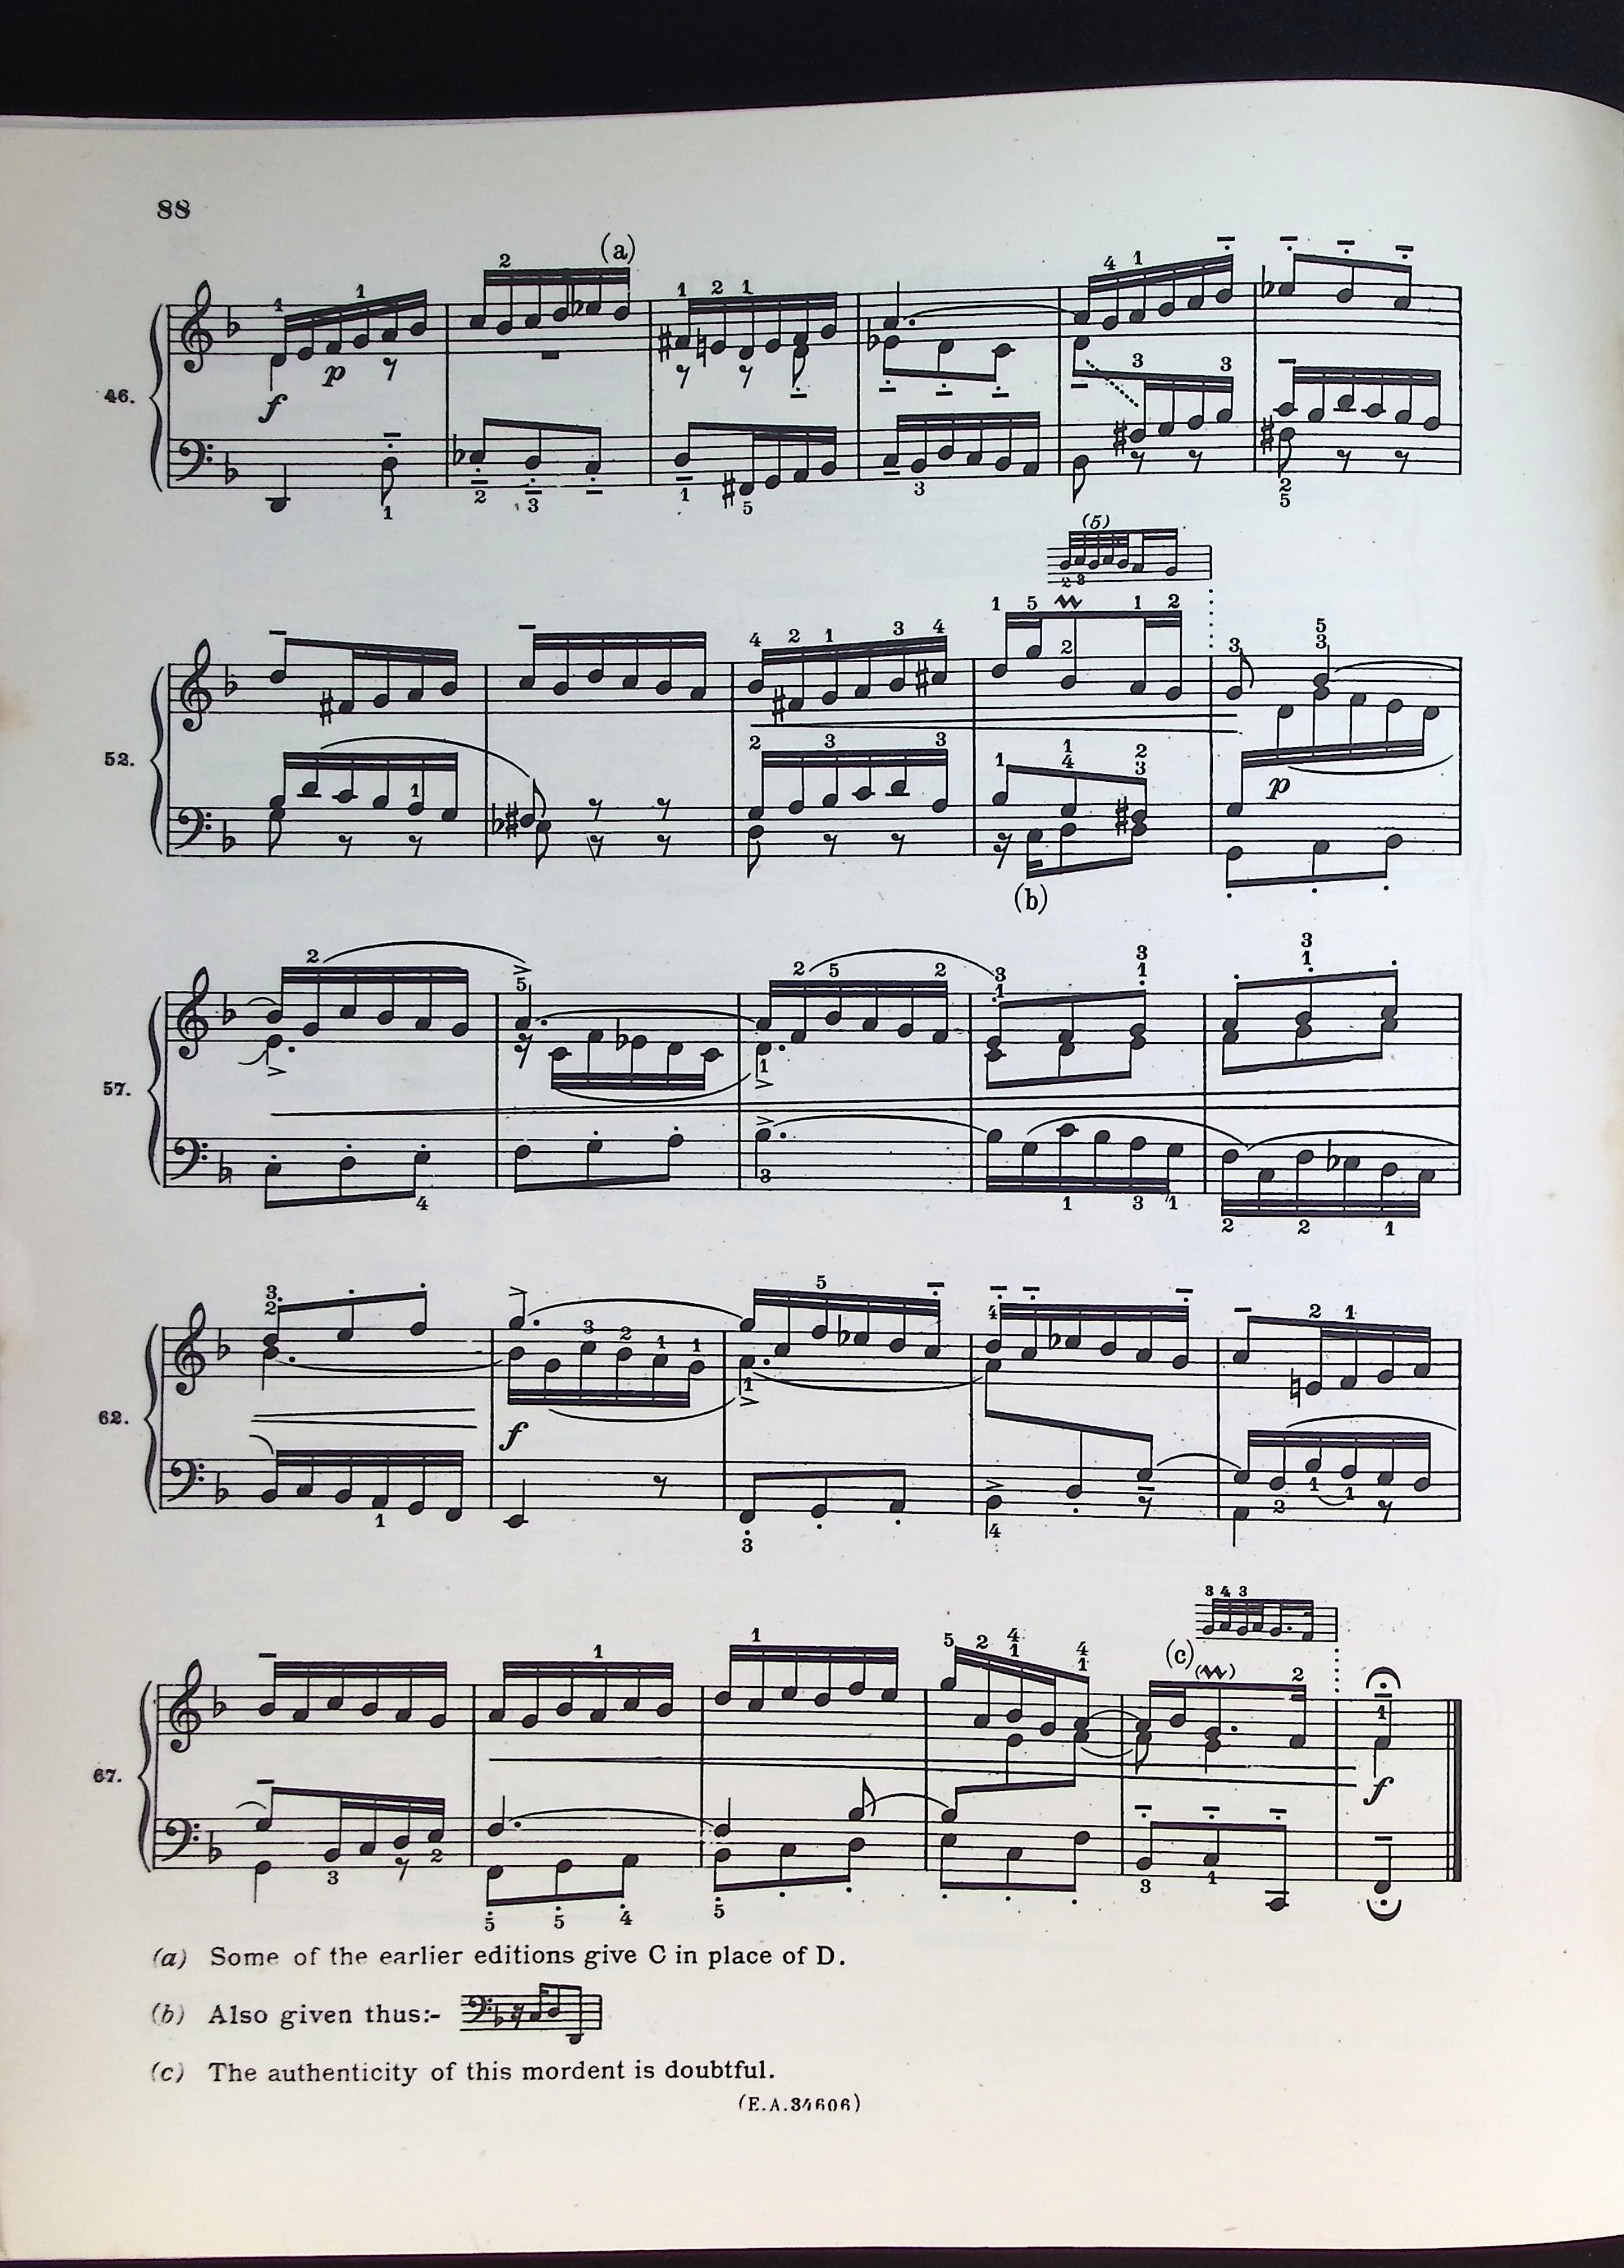 88
(a)
46.
f p
(5)
52.
p
(b)
57.
62.
f
(c)
67.
f
(a) Some of the earlier editions give C in place of D.
(b) Also given thus:-
(c) The authenticity of this mordent is doubtful.
(E.A.34606)